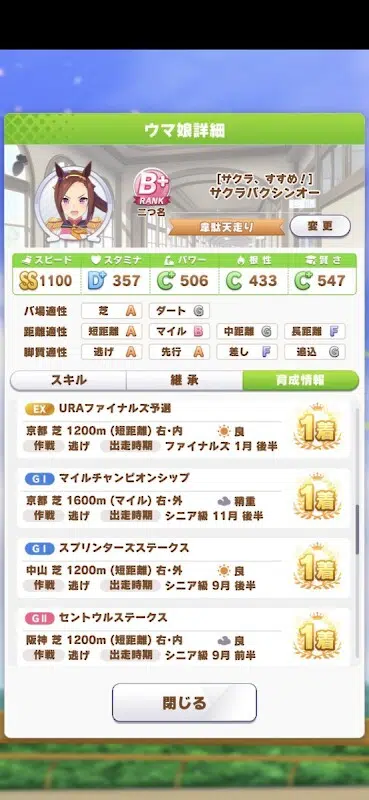 ウマ娘詳細
B+
RANK
二つ名
[サクラ、すすめ！]
サクラバクシンオー
韋駄天走り
変更
スピード スタミナ パワー 根性 賢さ
SS 1100 D+ 357 C+ 506 C 433 C+ 547
バ場適性 芝 A ダート G
距離適性 短距離 A マイル B 中距離 G 長距離 F
脚質適性 逃げ A 先行 A 差し F 追込 G
スキル 継承 育成情報
EX URAファイナルズ予選
京都 芝 1200m (短距離) 右・内 良
作戦 逃げ 出走時期 ファイナルズ 1月 後半
1着
GI マイルチャンピオンシップ
京都 芝 1600m (マイル) 右・外 稍重
作戦 逃げ 出走時期 シニア級 11月 後半
1着
GI スプリンターズステークス
中山 芝 1200m (短距離) 右・外 良
作戦 逃げ 出走時期 シニア級 9月 後半
1着
GII セントウルステークス
阪神 芝 1200m (短距離) 右・内 良
作戦 逃げ 出走時期 シニア級 9月 前半
1着
閉じる